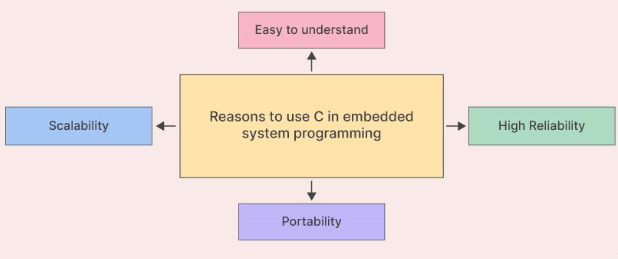 Easy to understand
Reasons to use C in embedded
system programming
Scalability
High Reliability
Portability